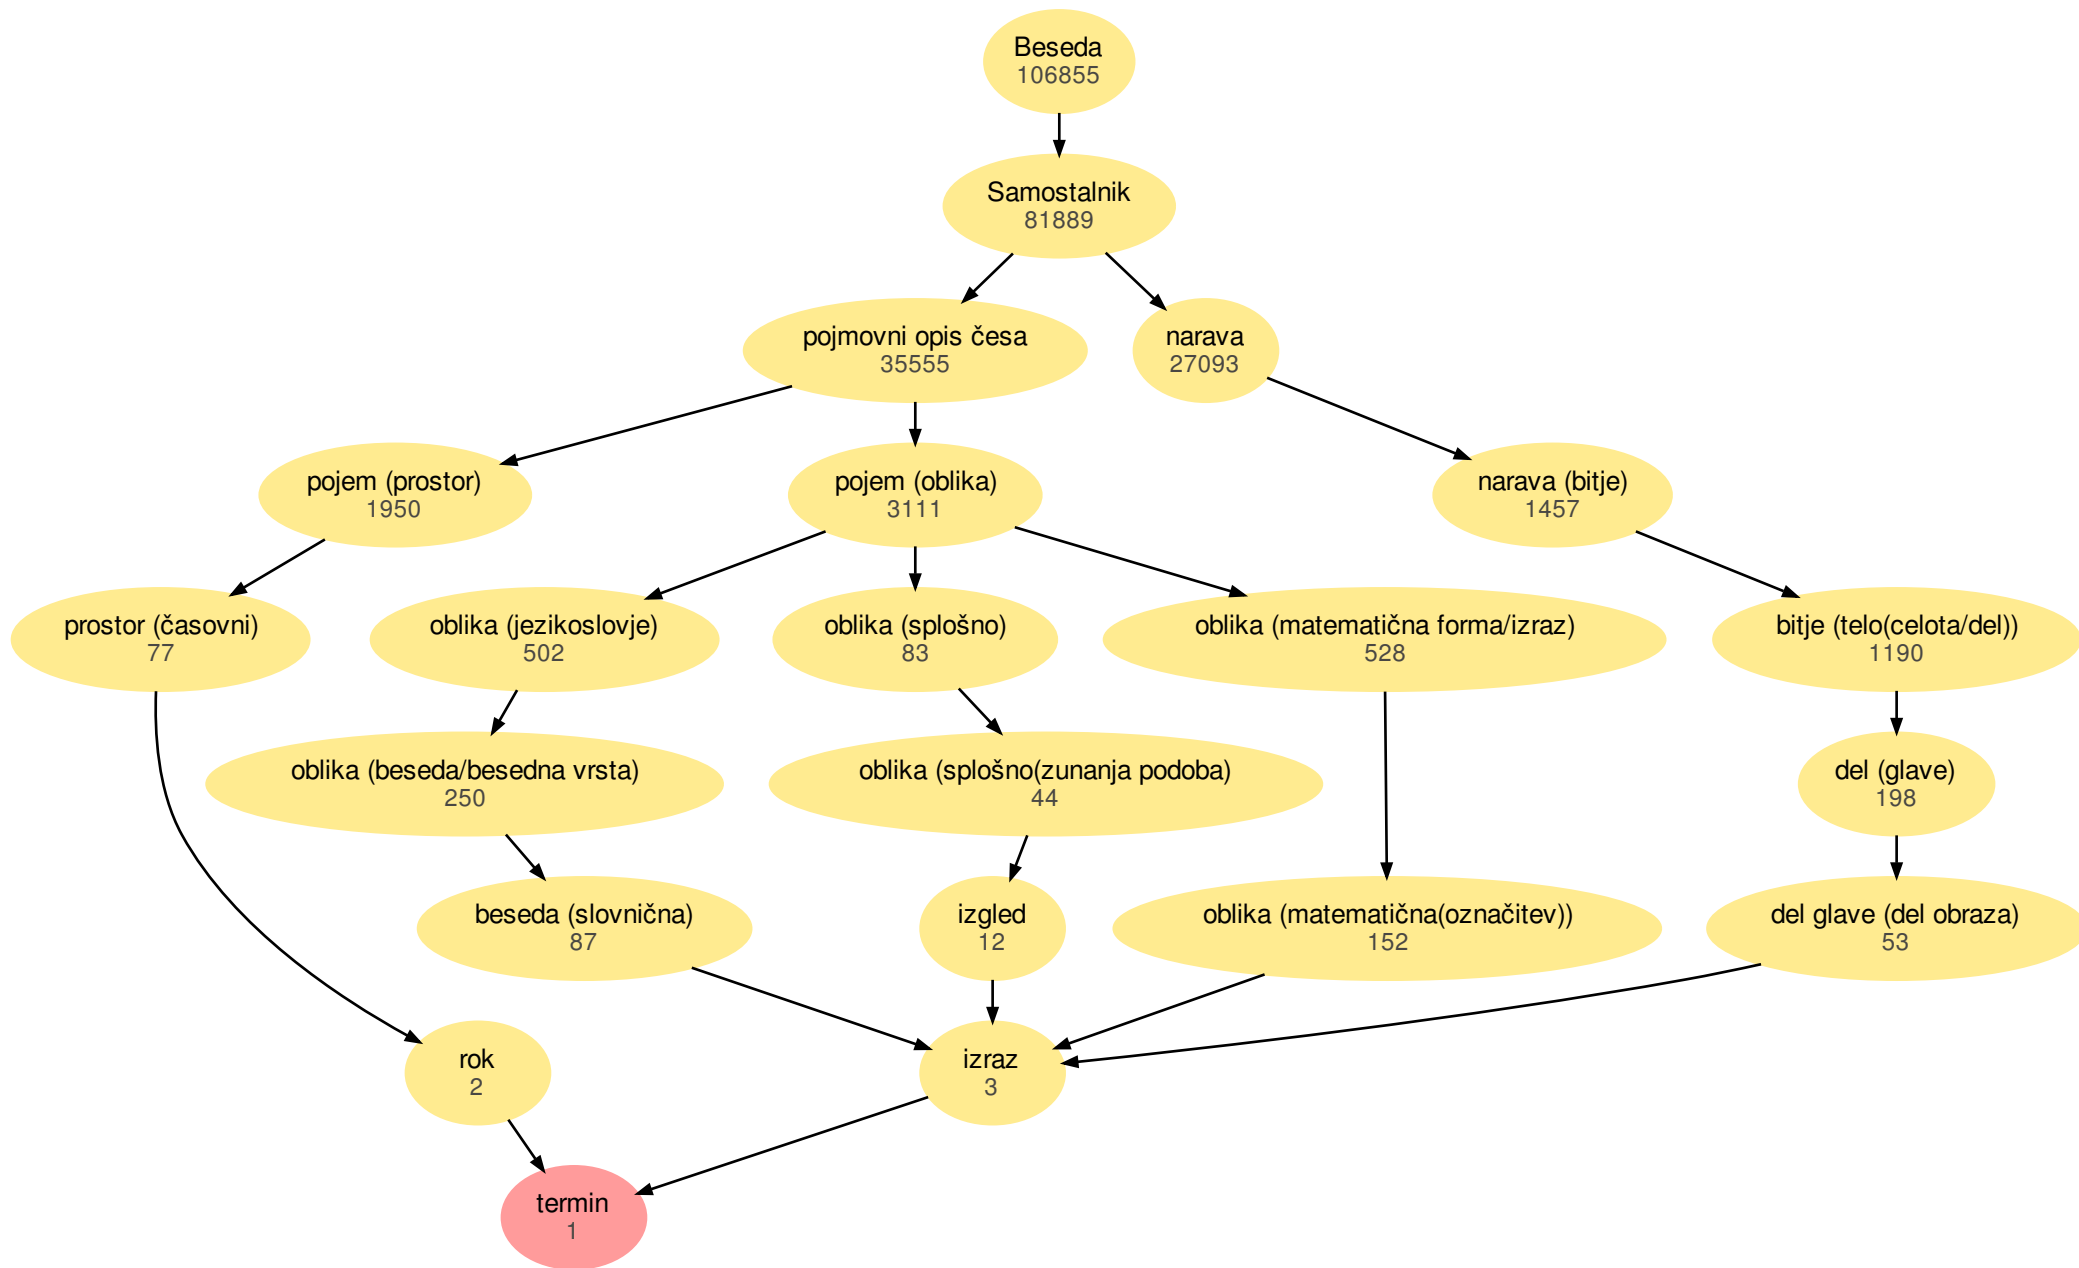 Beseda
106855
Samostalnik
81889
pojmovni opis česa
35555
narava
27093
pojem (prostor)
1950
pojem (oblika)
3111
narava (bitje)
1457
prostor (časovni)
77
oblika (jezikoslovje)
502
oblika (splošno)
83
oblika (matematična forma/izraz)
528
bitje (telo(celota/del))
1190
oblika (beseda/besedna vrsta)
250
oblika (splošno(zunanja podoba)
44
del (glave)
198
beseda (slovnična)
87
izgled
12
oblika (matematična(označitev))
152
del glave (del obraza)
53
rok
2
izraz
3
termin
1